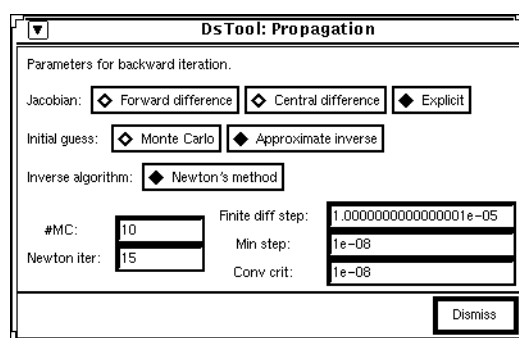 DsTool: Propagation
Parameters for backward iteration.
Jacobian: Forward difference Central difference Explicit
Initial guess: Monte Carlo Approximate inverse
Inverse algorithm: Newton's method
#MC: 10
Newton iter: 15
Finite diff step: 1.0000000000000001e-05
Min step: 1e-08
Conv crit: 1e-08
Dismiss